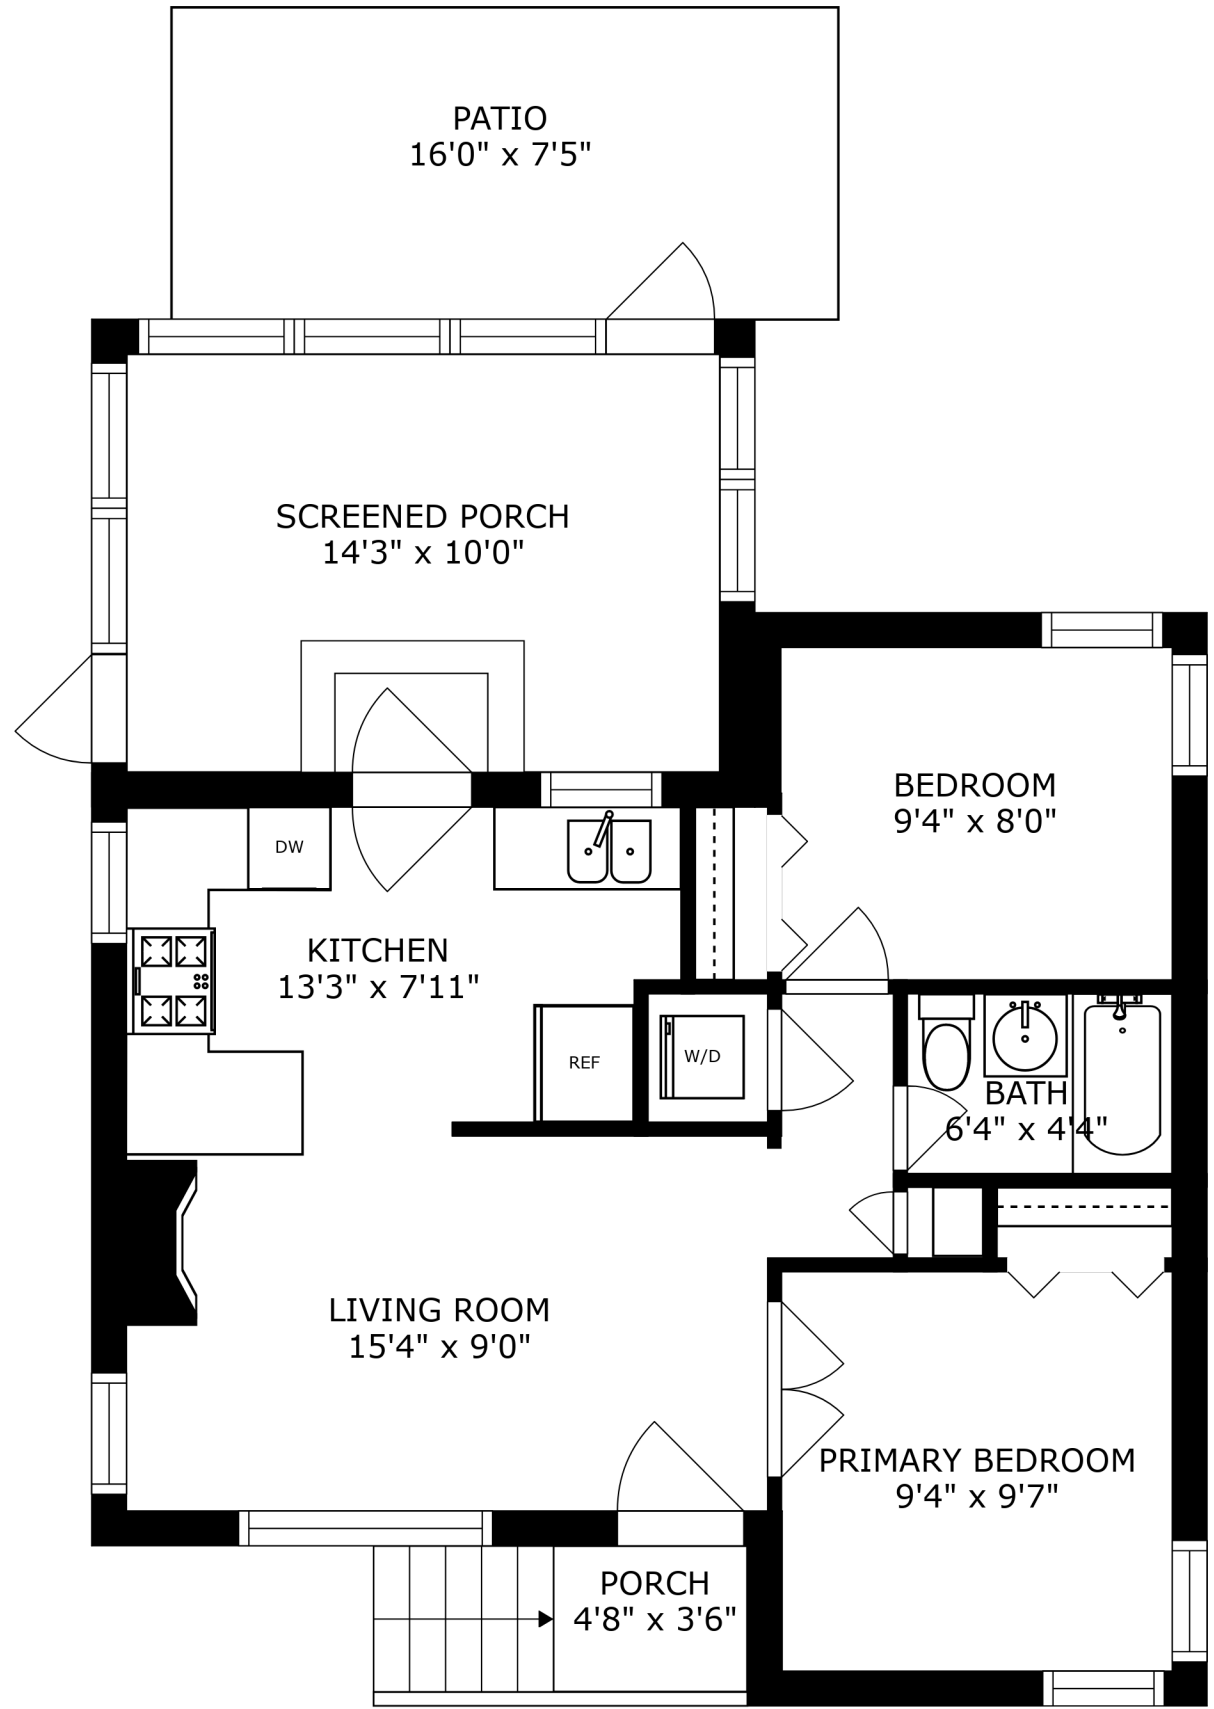 PATIO
16'0" x 7'5"
SCREENED PORCH
14'3" x 10'0"
BEDROOM
9'4" x 8'0"
DW
KITCHEN
13'3" x 7'11"
REF
W/D
BATH
6'4" x 4'4"
LIVING ROOM
15'4" x 9'0"
PRIMARY BEDROOM
9'4" x 9'7"
PORCH
4'8" x 3'6"